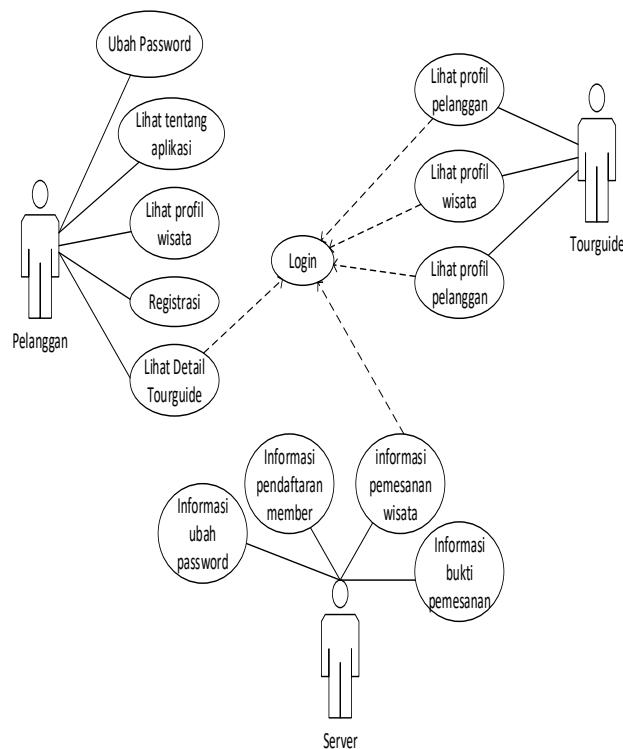 Ubah Password
Lihat tentang
aplikasi
Lihat profil
wisata
Registrasi
Lihat Detail
Tourguide
Pelanggan
Login
Lihat profil
pelanggan
Lihat profil
wisata
Lihat profil
pelanggan
Tourguide
Informasi
ubah
password
Informasi
pendaftaran
member
informasi
pemesanan
wisata
Informasi
bukti
pemesanan
Server